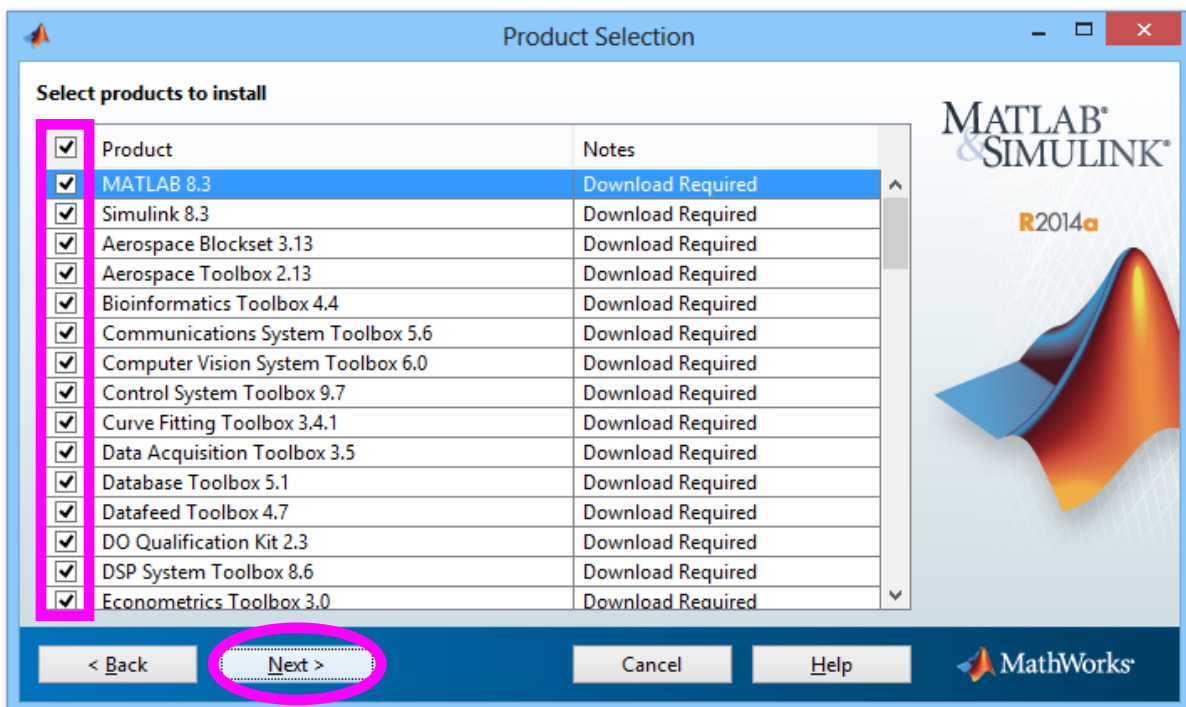 Product Selection
Select products to install
Product Notes
MATLAB 8.3 Download Required
Simulink 8.3 Download Required
Aerospace Blockset 3.13 Download Required
Aerospace Toolbox 2.13 Download Required
Bioinformatics Toolbox 4.4 Download Required
Communications System Toolbox 5.6 Download Required
Computer Vision System Toolbox 6.0 Download Required
Control System Toolbox 9.7 Download Required
Curve Fitting Toolbox 3.4.1 Download Required
Data Acquisition Toolbox 3.5 Download Required
Database Toolbox 5.1 Download Required
Datafeed Toolbox 4.7 Download Required
DO Qualification Kit 2.3 Download Required
DSP System Toolbox 8.6 Download Required
Econometrics Toolbox 3.0 Download Required
MATLAB®
&SIMULINK®
R2014a
< Back Next > Cancel Help MathWorks®